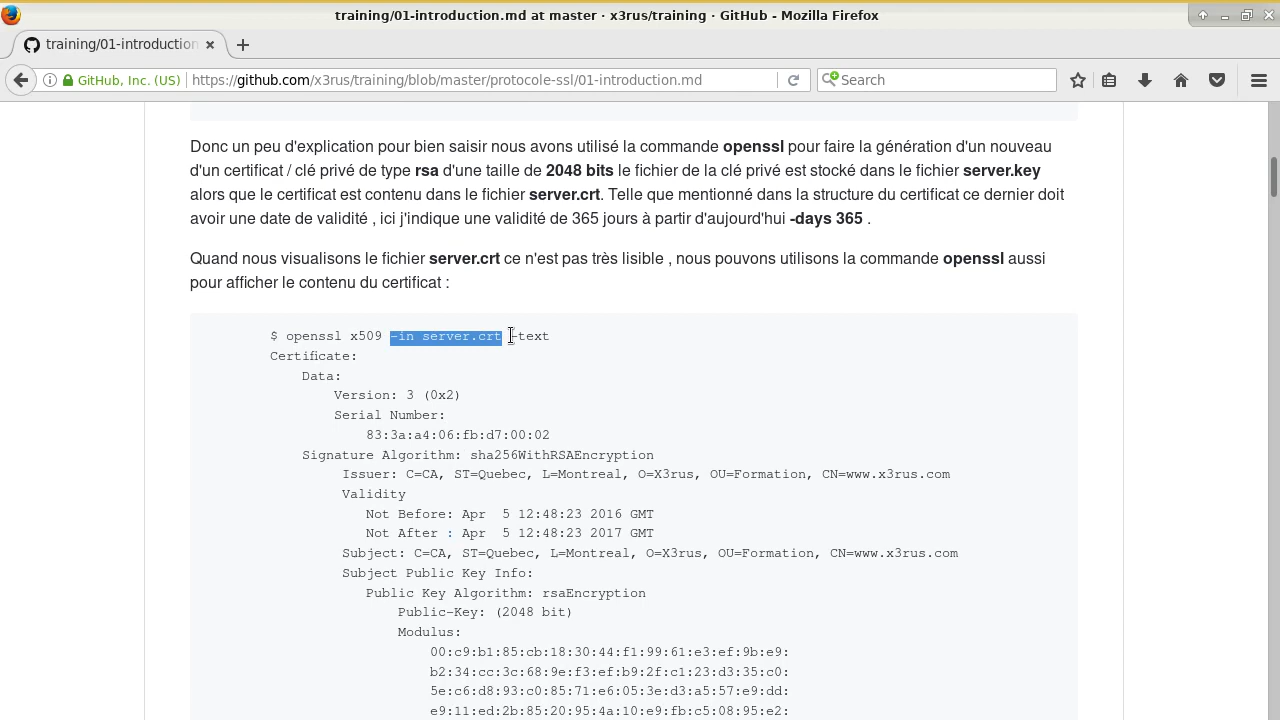 training/01-introduction.md at master · x3rus/training · GitHub - Mozilla Firefox
training/01-introduction
GitHub, Inc. (US)
https://github.com/x3rus/training/blob/master/protocole-ssl/01-introduction.md
Search
Donc un peu d'explication pour bien saisir nous avons utilisé la commande openssl pour faire la génération d'un nouveau
d'un certificat / clé privé de type rsa d'une taille de 2048 bits le fichier de la clé privé est stocké dans le fichier server.key
alors que le certificat est contenu dans le fichier server.crt. Telle que mentionné dans la structure du certificat ce dernier doit
avoir une date de validité , ici j'indique une validité de 365 jours à partir d'aujourd'hui -days 365 .
Quand nous visualisons le fichier server.crt ce n'est pas très lisible , nous pouvons utilisons la commande openssl aussi
pour afficher le contenu du certificat :
$ openssl x509 -in server.crt -text
Certificate:
Data:
Version: 3 (0x2)
Serial Number:
83:3a:a4:06:fb:d7:00:02
Signature Algorithm: sha256WithRSAEncryption
Issuer: C=CA, ST=Quebec, L=Montreal, O=X3rus, OU=Formation, CN=www.x3rus.com
Validity
Not Before: Apr  5 12:48:23 2016 GMT
Not After : Apr  5 12:48:23 2017 GMT
Subject: C=CA, ST=Quebec, L=Montreal, O=X3rus, OU=Formation, CN=www.x3rus.com
Subject Public Key Info:
Public Key Algorithm: rsaEncryption
Public-Key: (2048 bit)
Modulus:
00:c9:b1:85:cb:18:30:44:f1:99:61:e3:ef:9b:e9:
b2:34:cc:3c:68:9e:f3:ef:b9:2f:c1:23:d3:35:c0:
5e:c6:d8:93:c0:85:71:e6:05:3e:d3:a5:57:e9:dd:
e9:11:ed:2b:85:20:95:4a:10:e9:fb:c5:08:95:e2: